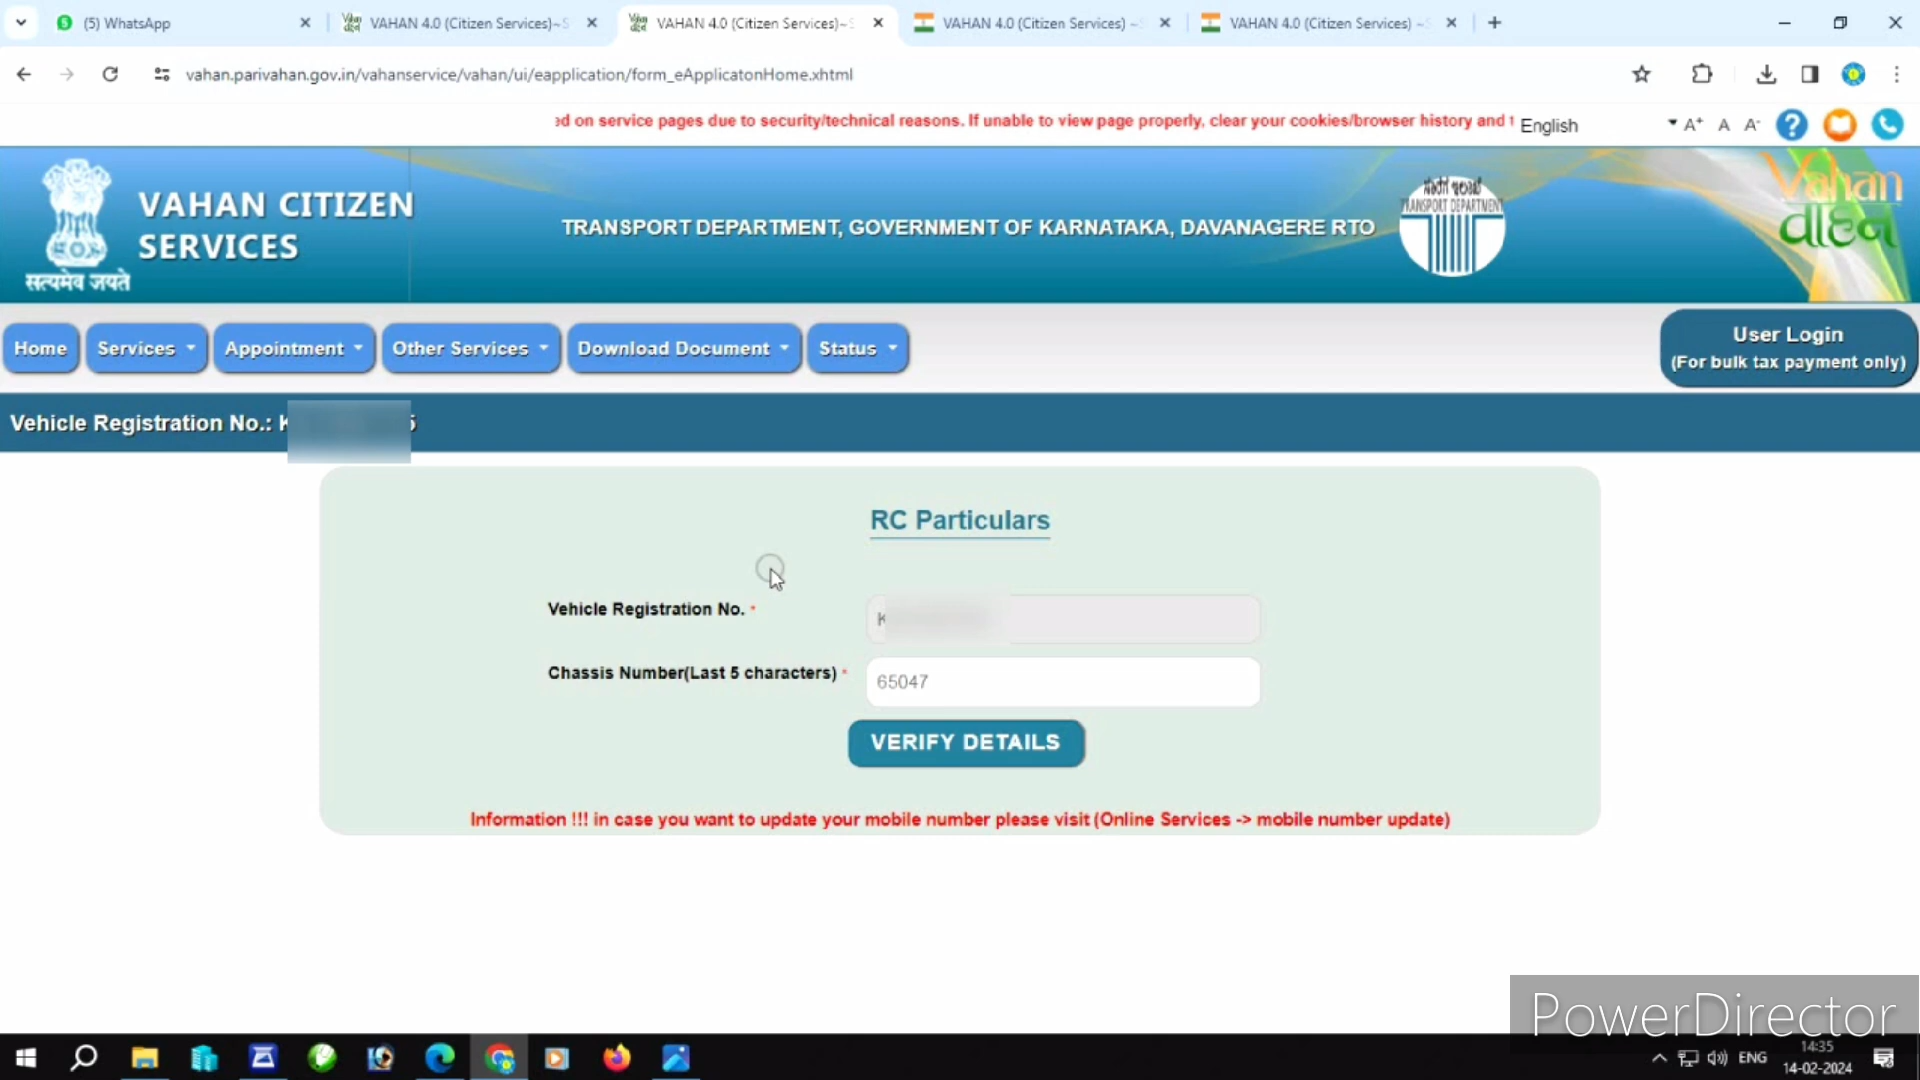 (5) WhatsApp
VAHAN 4.0 (Citizen Services)~
VAHAN 4.0 (Citizen Services)~
VAHAN 4.0 (Citizen Services) ~
VAHAN 4.0 (Citizen Services) ~
vahan.parivahan.gov.in/vahanservice/vahan/ui/eapplication/form_eApplicatonHome.xhtml
on service pages due to security/technical reasons. If unable to view page properly, clear your cookies/browser history and
English
A+ A A-
VAHAN CITIZEN
SERVICES
सत्यमेव जयते
TRANSPORT DEPARTMENT, GOVERNMENT OF KARNATAKA, DAVANAGERE RTO
TRANSPORT DEPARTMENT
Vahan
वाहन
Home
Services
Appointment
Other Services
Download Document
Status
User Login
(For bulk tax payment only)
Vehicle Registration No.: K
RC Particulars
Vehicle Registration No. *
K
Chassis Number(Last 5 characters) *
65047
VERIFY DETAILS
Information !!! in case you want to update your mobile number please visit (Online Services -> mobile number update)
PowerDirector
ENG
14:35
14-02-2024